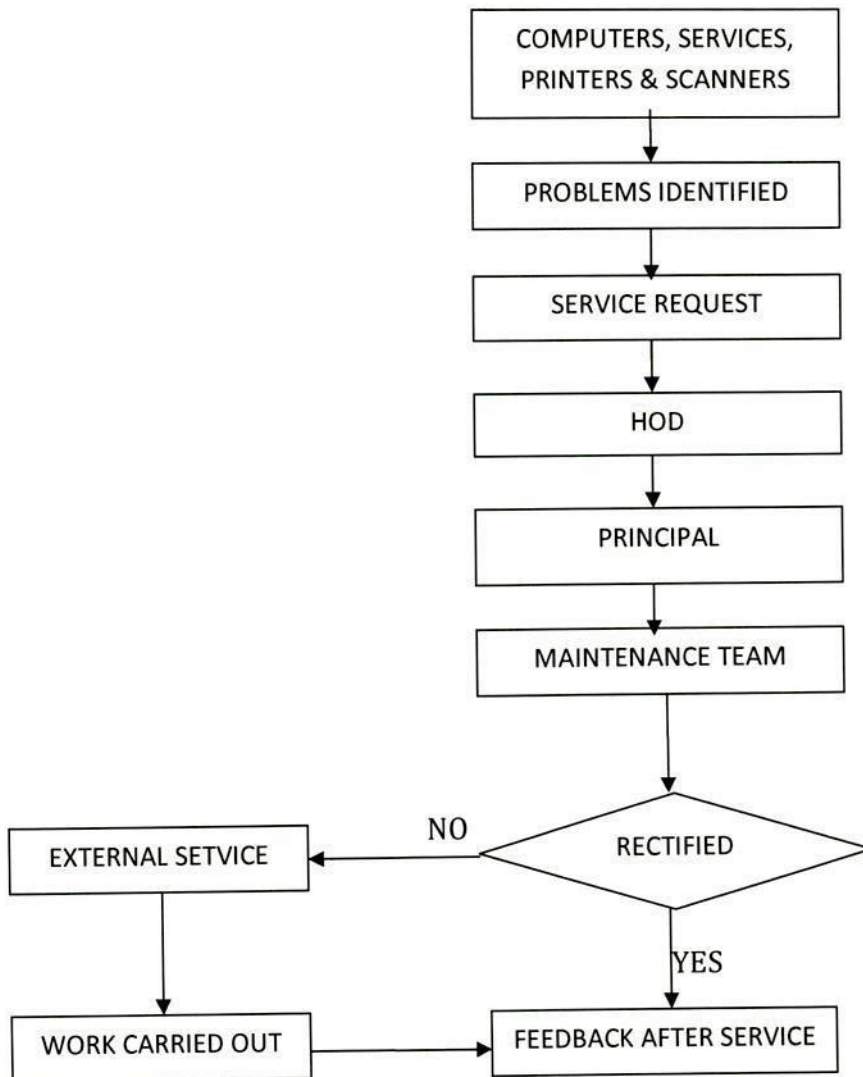 COMPUTERS, SERVICES,
PRINTERS & SCANNERS
PROBLEMS IDENTIFIED
SERVICE REQUEST
HOD
PRINCIPAL
MAINTENANCE TEAM
RECTIFIED
NO
EXTERNAL SETVICE
YES
WORK CARRIED OUT
FEEDBACK AFTER SERVICE